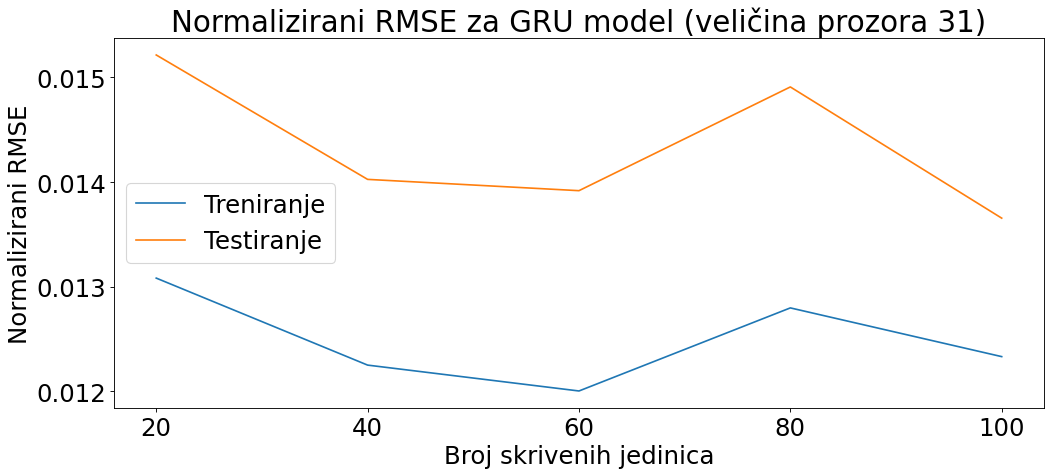 Normalizirani RMSE za GRU model (veličina prozora 31)
Normalizirani RMSE
0.015
0.014
0.013
0.012
Treniranje
Testiranje
20 40 60 80 100
Broj skrivenih jedinica